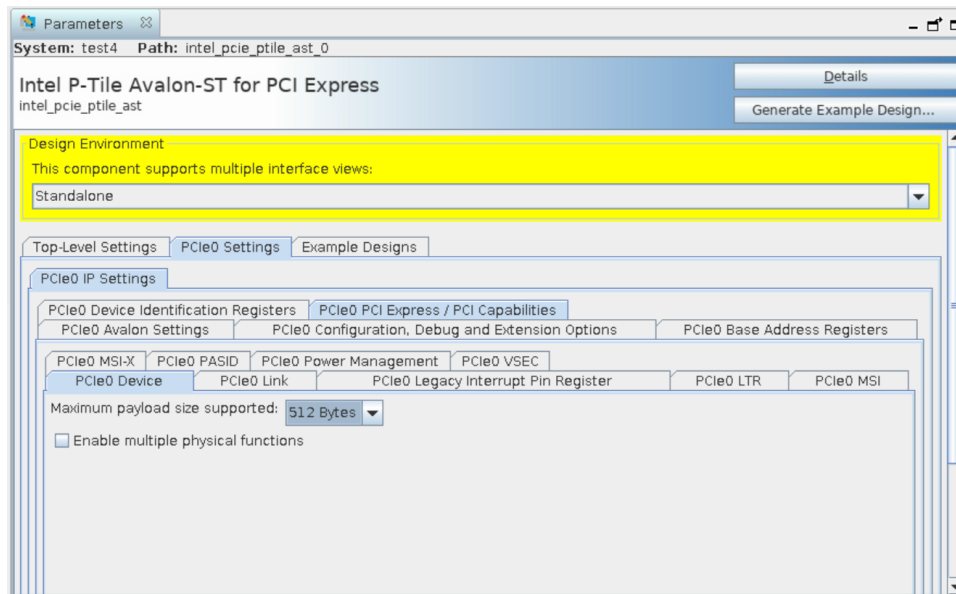 Parameters
System: test4 Path: intel_pcie_ptile_ast_0
Intel P-Tile Avalon-ST for PCI Express
intel_pcie_ptile_ast
Details
Generate Example Design...
Design Environment
This component supports multiple interface views:
Standalone
Top-Level Settings PCIe0 Settings Example Designs
PCIe0 IP Settings
PCIe0 Device Identification Registers PCIe0 PCI Express / PCI Capabilities
PCIe0 Avalon Settings PCIe0 Configuration, Debug and Extension Options PCIe0 Base Address Registers
PCIe0 MSI-X PCIe0 PASID PCIe0 Power Management PCIe0 VSEC
PCIe0 Device PCIe0 Link PCIe0 Legacy Interrupt Pin Register PCIe0 LTR PCIe0 MSI
Maximum payload size supported: 512 Bytes
Enable multiple physical functions